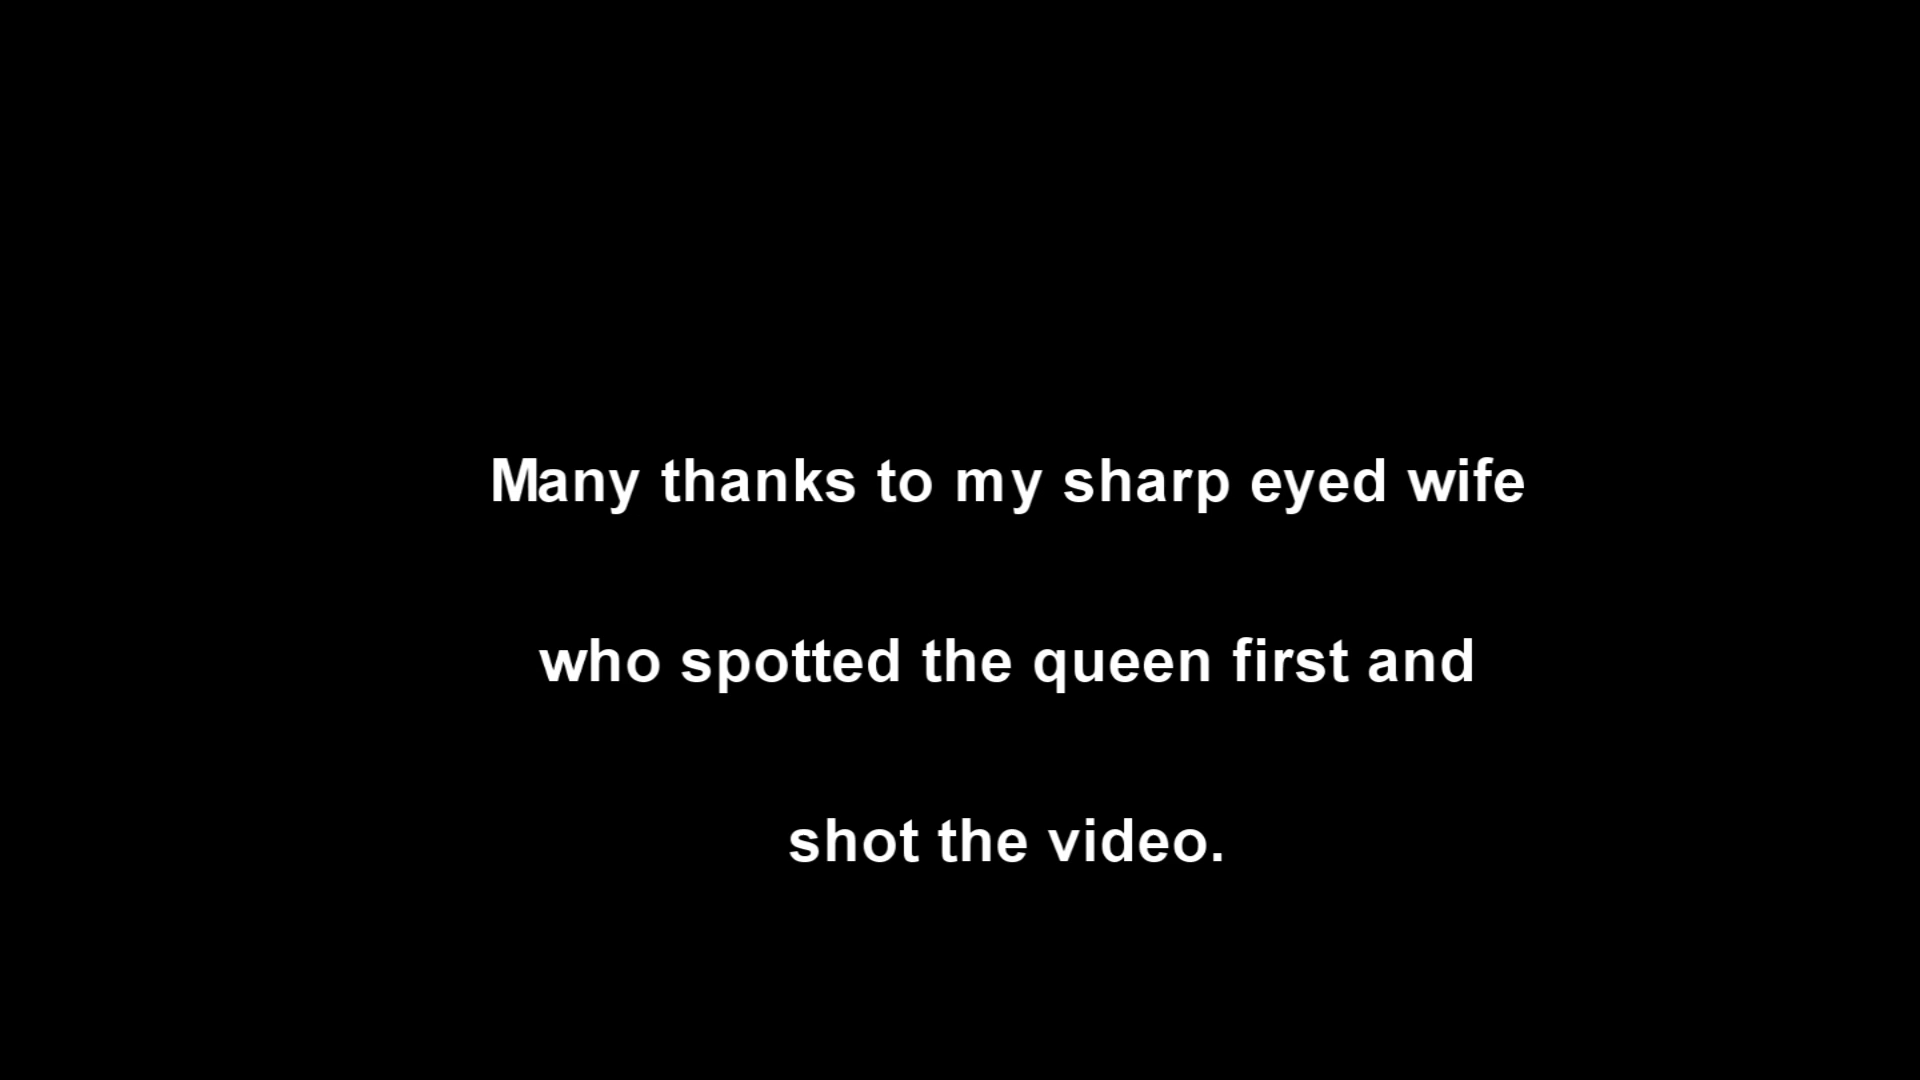 Many thanks to my sharp eyed wife
who spotted the queen first and
shot the video.